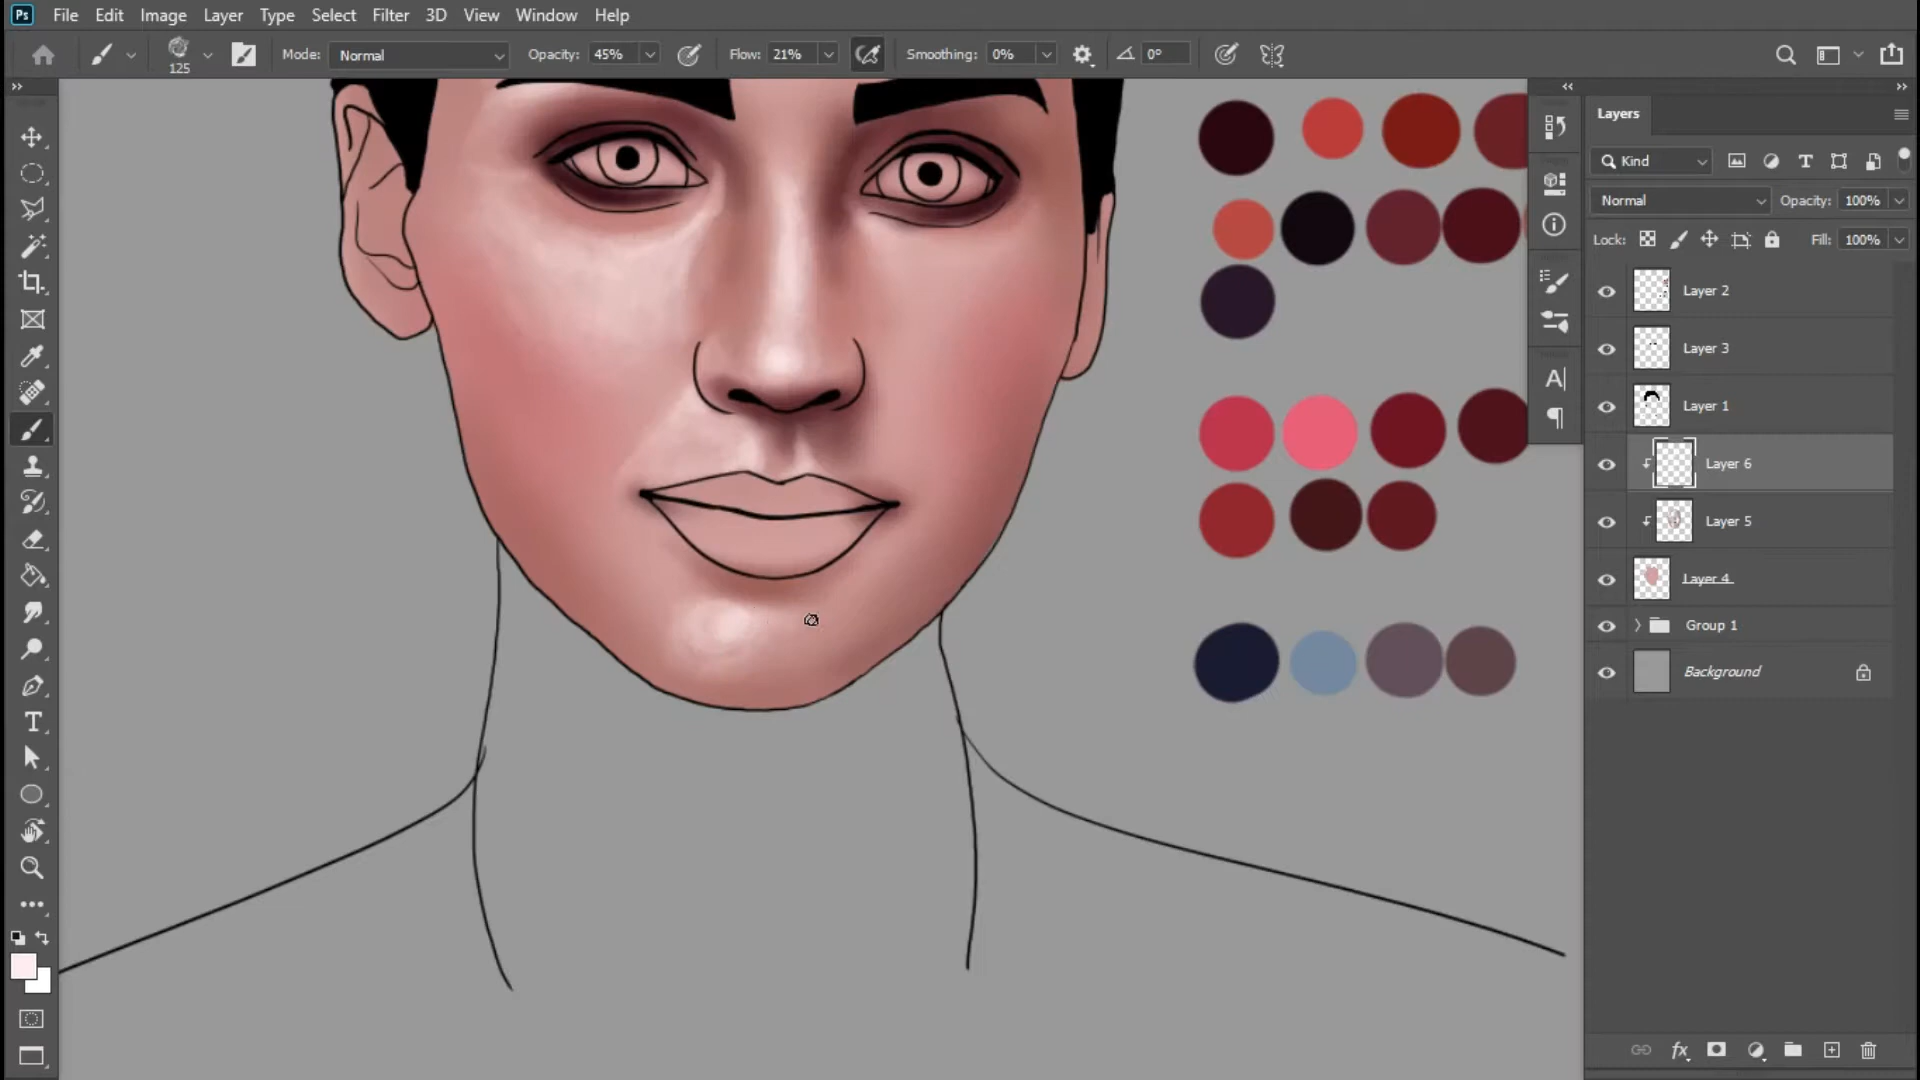 Ps File Edit Image Layer Type Select Filter 3D View Window Help
125 Mode: Normal Opacity: 45% Flow: 21% Smoothing: 0% 0°
Layers
Kind
Normal Opacity: 100%
Lock: Fill: 100%
Layer 2
Layer 3
Layer 1
Layer 6
Layer 5
Layer 4
Group 1
Background